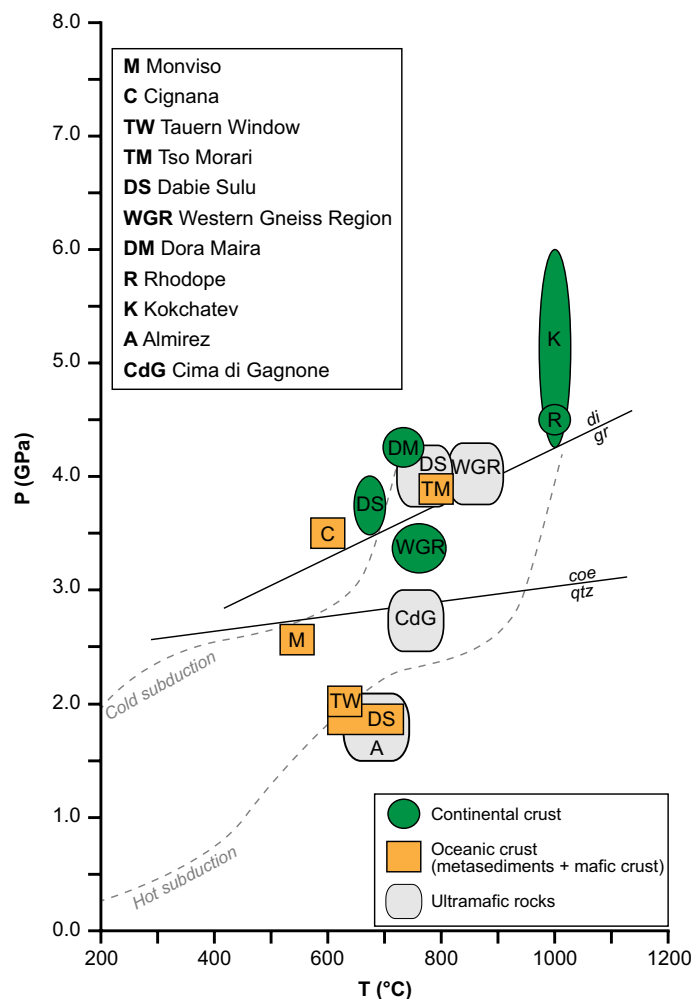 8.0
7.0
6.0
5.0
4.0
3.0
2.0
1.0
0.0
P (GPa)
M Monviso
C Cignana
TW Tauern Window
TM Tso Morari
DS Dabie Sulu
WGR Western Gneiss Region
DM Dora Maira
R Rhodope
K Kokchatev
A Almirez
CdG Cima di Gagnone
K
R
di
gr
DM
DS
WGR
TM
DS
C
WGR
coe
qtz
CdG
M
Cold subduction
TW
DS
A
Hot subduction
Continental crust
Oceanic crust
(metasediments + mafic crust)
Ultramafic rocks
200
400
600
800
1000
1200
T (°C)